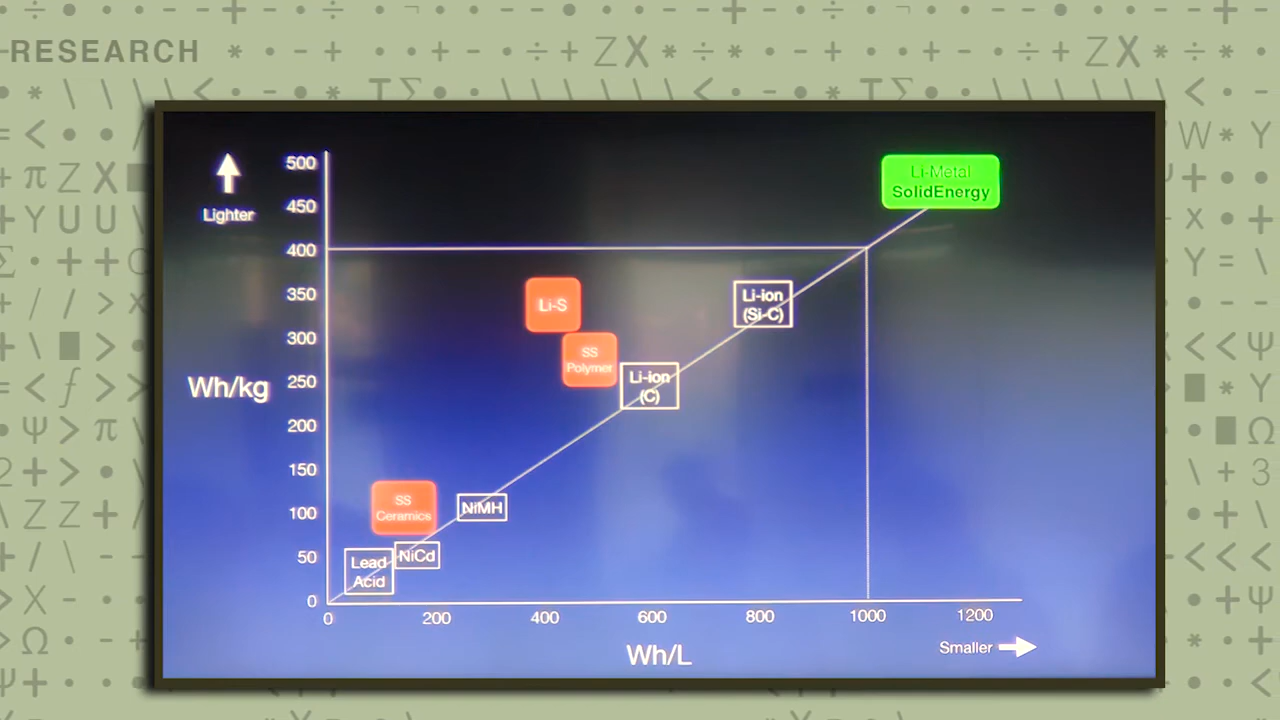 RESEARCH
Lighter
500
450
400
350
300
250
200
150
100
50
0
Wh/kg
Li-Metal
SolidEnergy
Li-S
Li-ion
(Si-C)
SS
Polymer
Li-ion
(C)
SS
Ceramics
NiMH
NiCd
Lead
Acid
0 200 400 600 800 1000 1200
Wh/L
Smaller